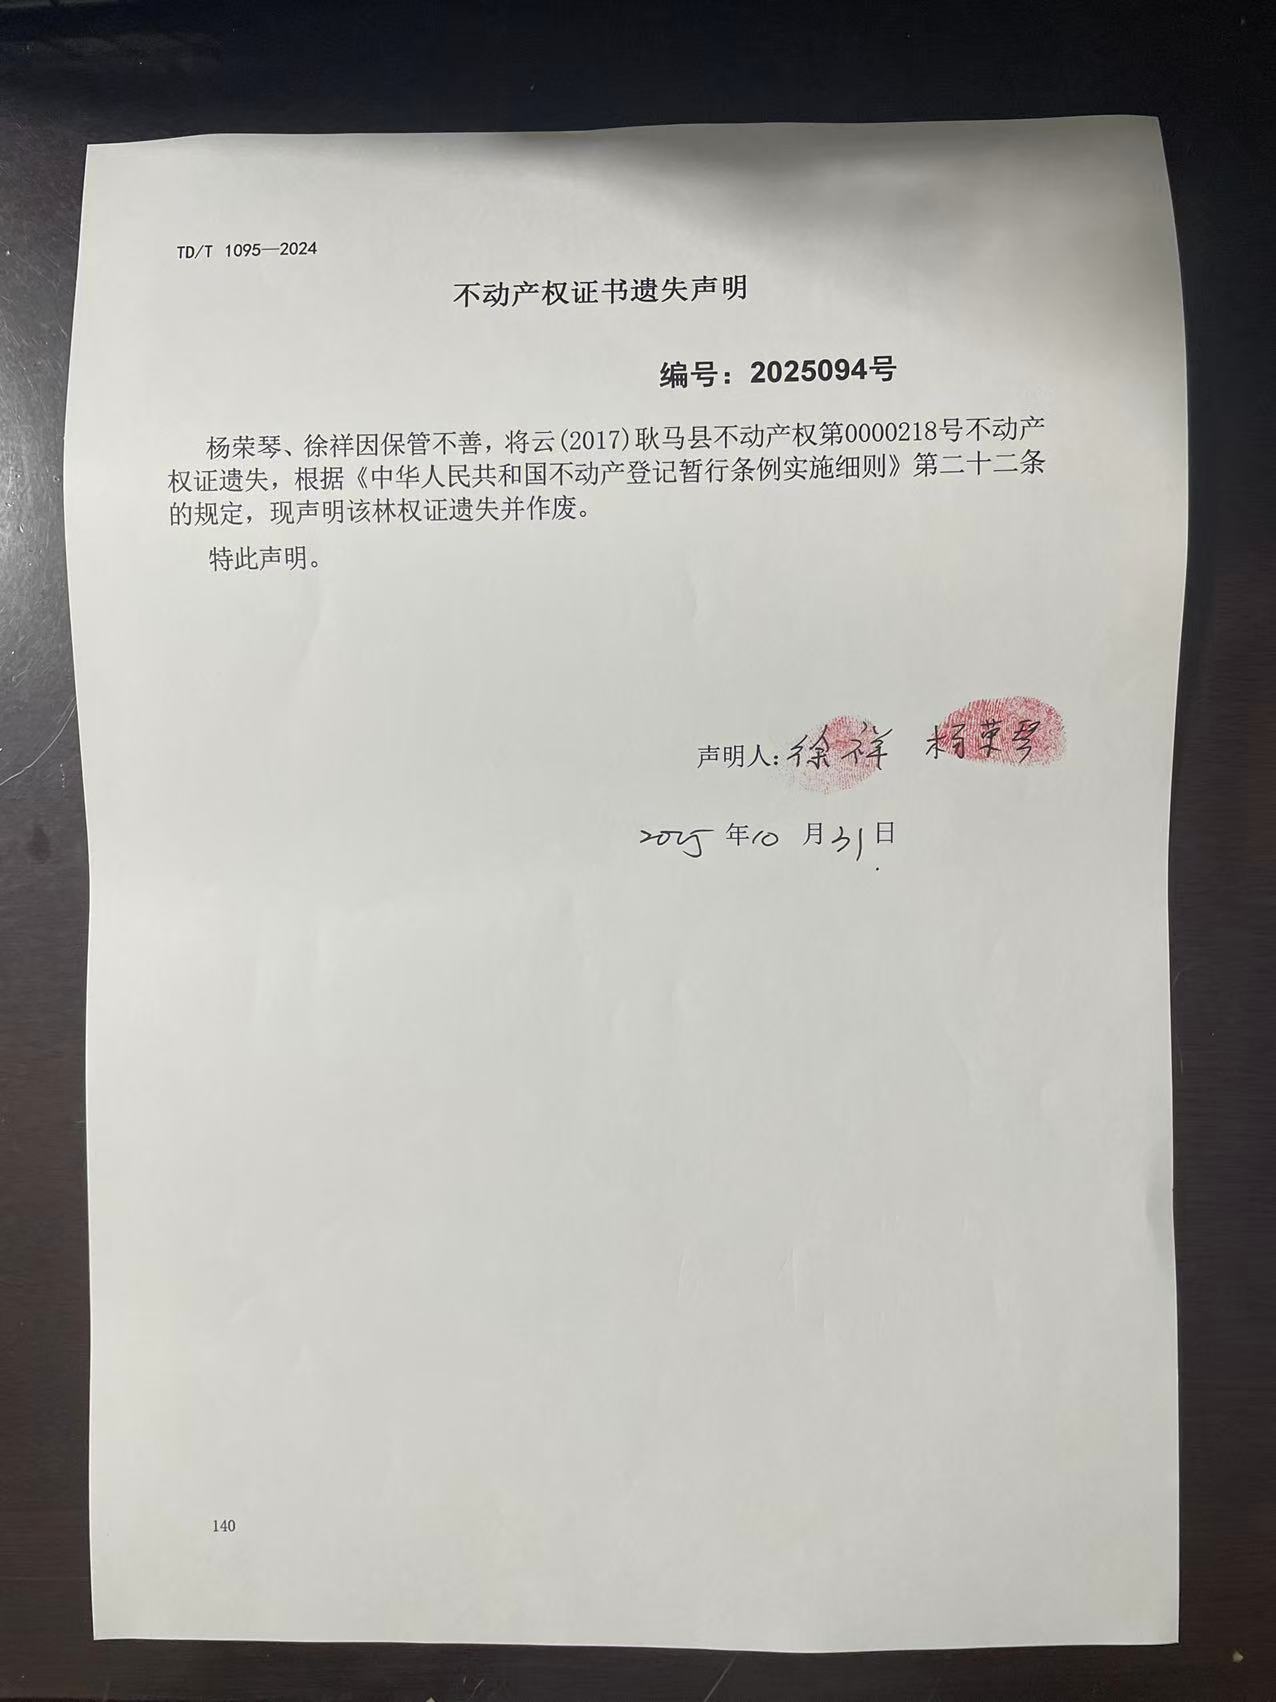 TD/T 1095—2024
不动产权证书遗失声明
编号：2025094号
杨荣琴、徐祥因保管不善，将云(2017)耿马县不动产权第0000218号不动产
权证遗失，根据《中华人民共和国不动产登记暂行条例实施细则》第二十二条
的规定，现声明该林权证遗失并作废。
特此声明。
声明人：徐祥 杨荣琴
2025年10月31日
140